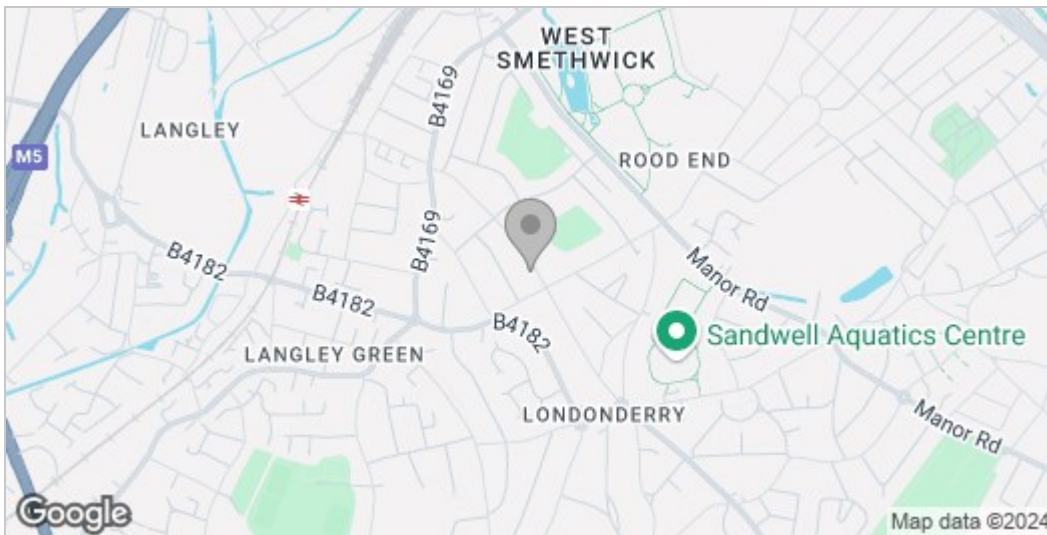 WEST
SMETHWICK
B4169
LANGLEY
M5
ROOD END
B4169
B4182
Manor Rd
B4182
B4182
Sandwell Aquatics Centre
LANGLEY GREEN
LONDONDERRY
Manor Rd
Google
Map data ©2024